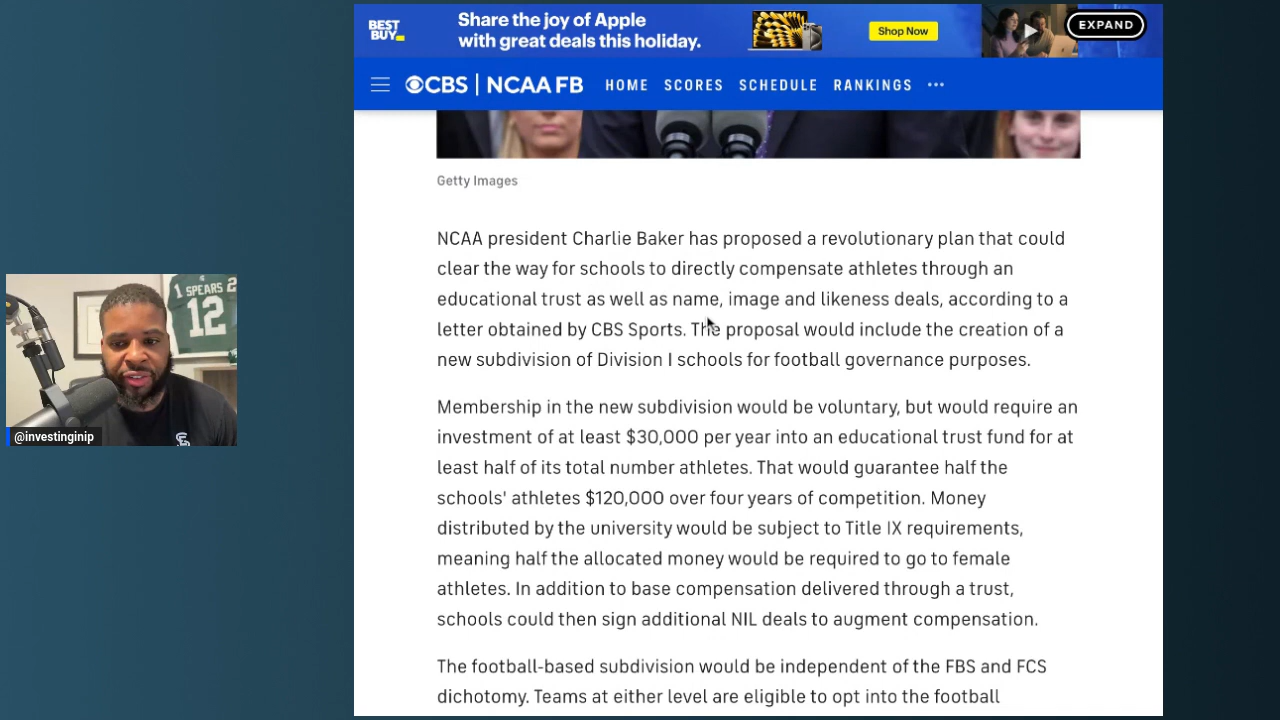 BEST
BUY
Share the joy of Apple
with great deals this holiday.
Shop Now
EXPAND
CBS | NCAA FB
HOME SCORES SCHEDULE RANKINGS •••
Getty Images
NCAA president Charlie Baker has proposed a revolutionary plan that could
clear the way for schools to directly compensate athletes through an
educational trust as well as name, image and likeness deals, according to a
letter obtained by CBS Sports. The proposal would include the creation of a
new subdivision of Division I schools for football governance purposes.
Membership in the new subdivision would be voluntary, but would require an
investment of at least $30,000 per year into an educational trust fund for at
least half of its total number athletes. That would guarantee half the
schools' athletes $120,000 over four years of competition. Money
distributed by the university would be subject to Title IX requirements,
meaning half the allocated money would be required to go to female
athletes. In addition to base compensation delivered through a trust,
schools could then sign additional NIL deals to augment compensation.
The football-based subdivision would be independent of the FBS and FCS
dichotomy. Teams at either level are eligible to opt into the football
1 SPEARS 2
12
@investinginip